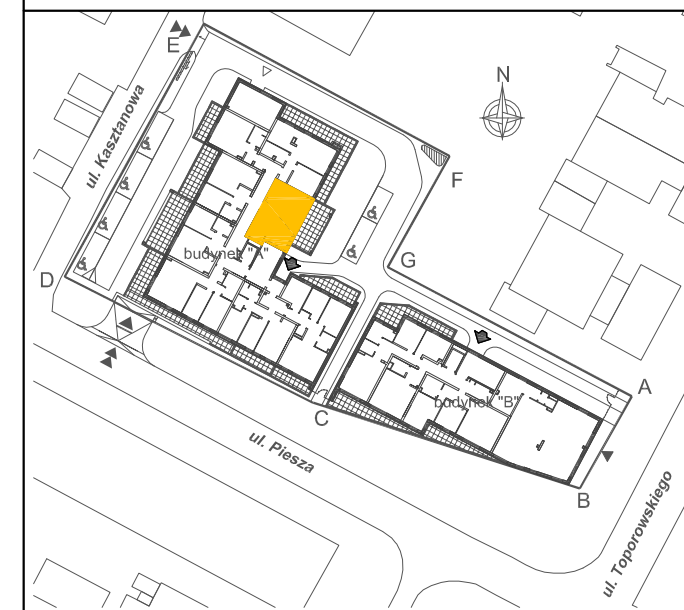 E
N
ul. Kasztanowa
F
budynek "A"
G
D
A
budynek "B"
C
ul. Piesza
B
ul. Toporowskiego